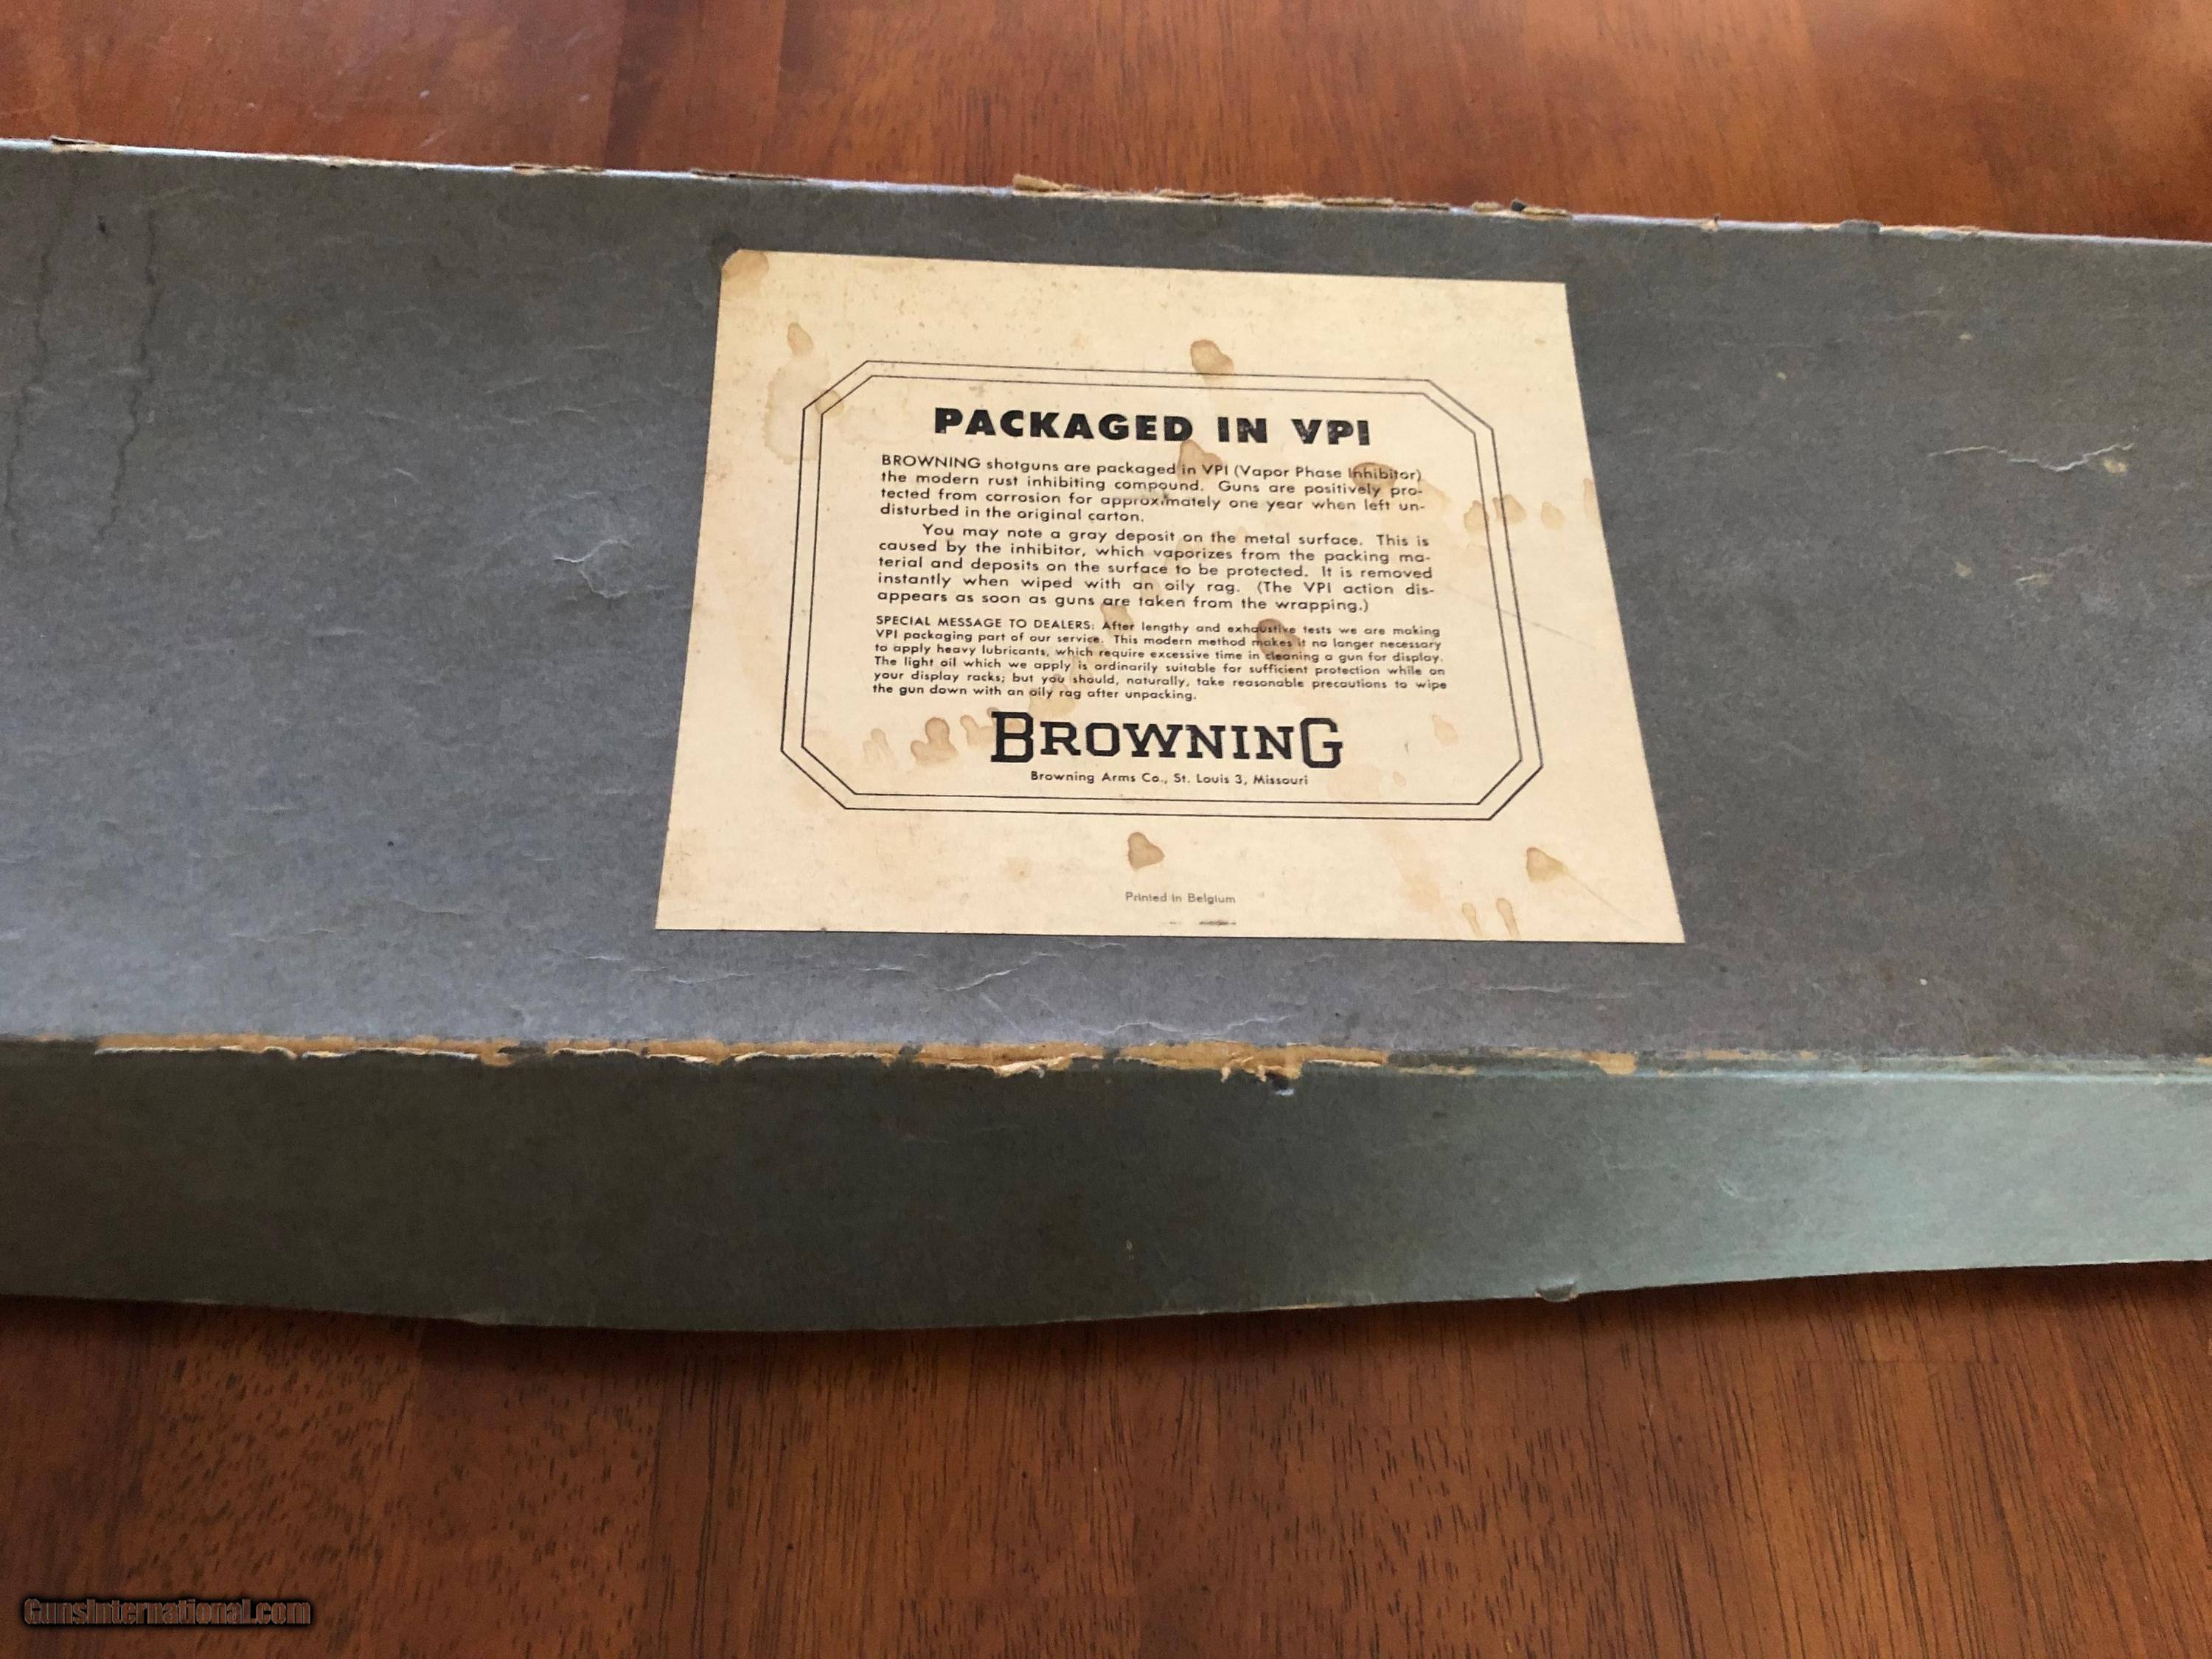 PACKAGED IN VPI
BROWNING shotguns are packaged in VPI (Vapor Phase Inhibitor)
the modern rust inhibiting compound. Guns are positively pro-
tected from corrosion for approximately one year when left un-
disturbed in the original carton.
You may note a gray deposit on the metal surface. This is
caused by the inhibitor, which vaporizes from the packing ma-
terial and deposits on the surface to be protected. It is removed
instantly when wiped with an oily rag. (The VPI action dis-
appears as soon as guns are taken from the wrapping.)
SPECIAL MESSAGE TO DEALERS: After lengthy and exhaustive tests we are making
VPI packaging part of our service. This modern method makes it no longer necessary
to apply heavy lubricants, which require excessive time in cleaning a gun for display.
The light oil which we apply is ordinarily suitable for sufficient protection while on
your display racks; but you should, naturally, take reasonable precautions to wipe
the gun down with an oily rag after unpacking.
BROWNING
Browning Arms Co., St. Louis 3, Missouri
Printed in Belgium
GunsInternational.com